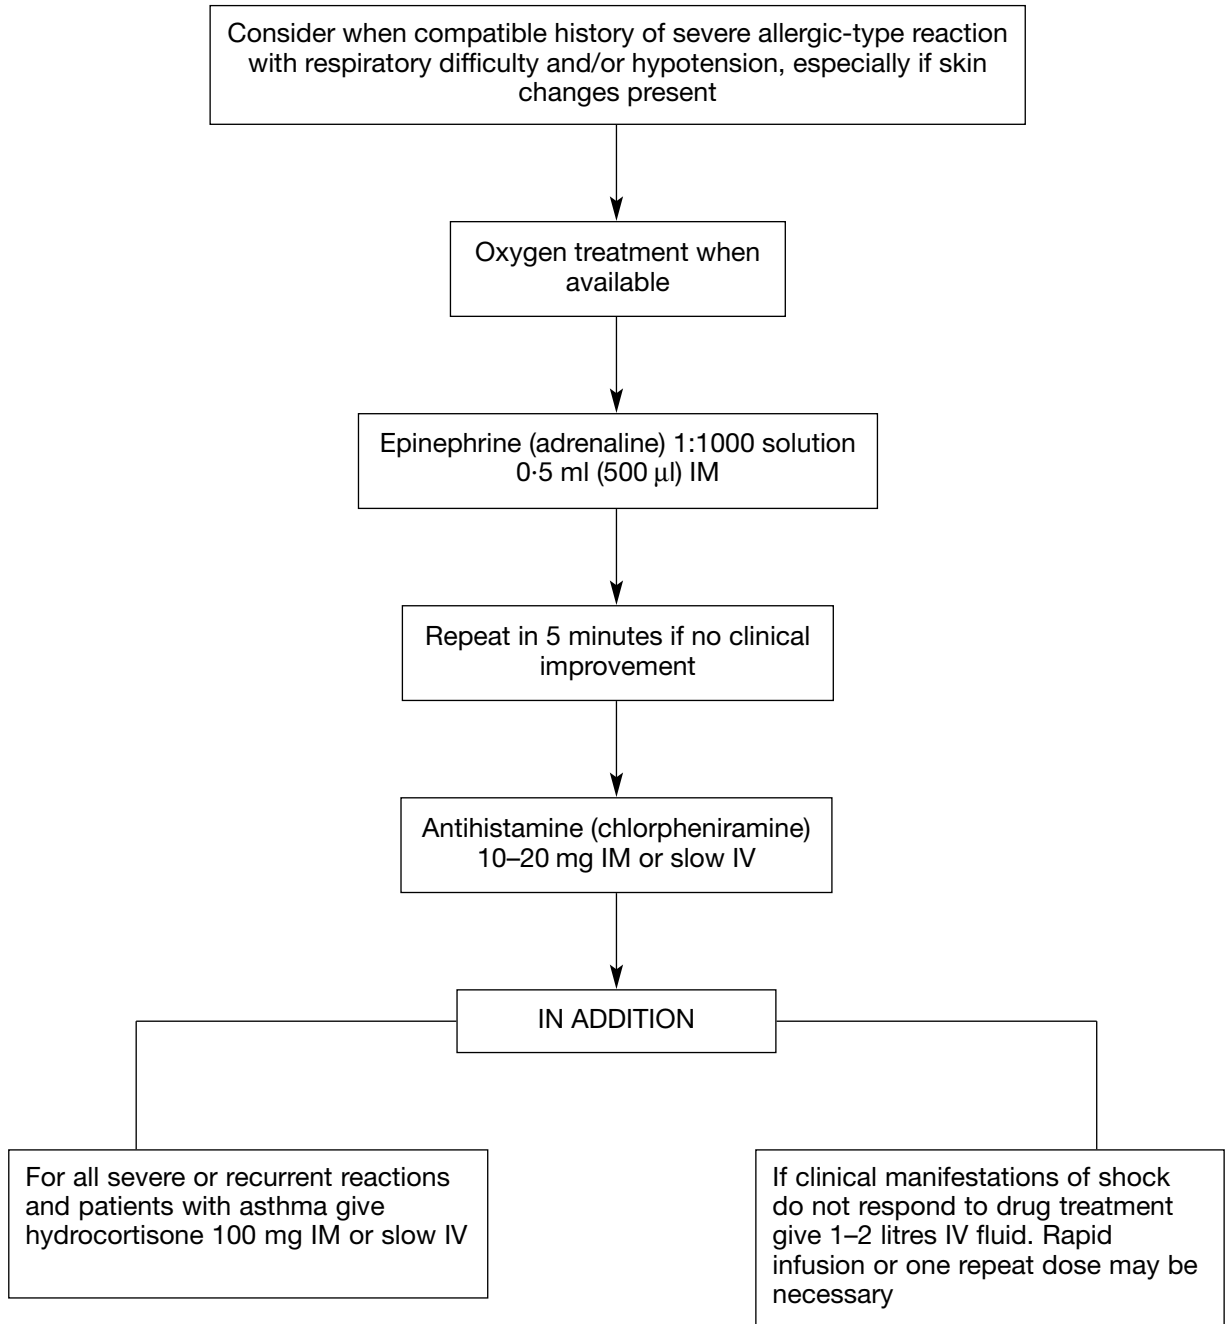 Consider when compatible history of severe allergic-type reaction
with respiratory difficulty and/or hypotension, especially if skin
changes present
Oxygen treatment when
available
Epinephrine (adrenaline) 1:1000 solution
0·5 ml (500 µl) IM
Repeat in 5 minutes if no clinical
improvement
Antihistamine (chlorpheniramine)
10–20 mg IM or slow IV
IN ADDITION
For all severe or recurrent reactions
and patients with asthma give
hydrocortisone 100 mg IM or slow IV
If clinical manifestations of shock
do not respond to drug treatment
give 1–2 litres IV fluid. Rapid
infusion or one repeat dose may be
necessary